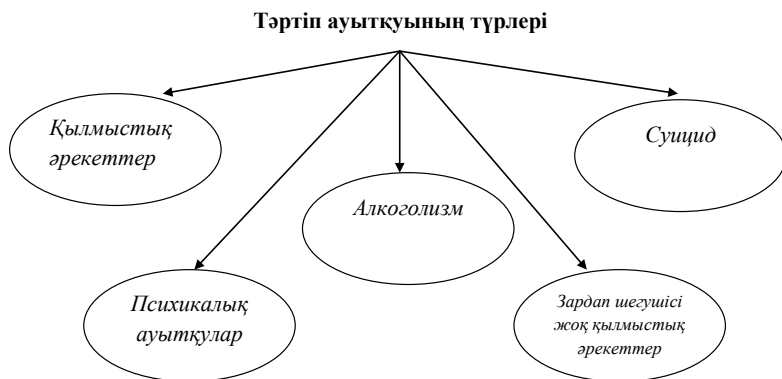 Тәртіп ауытқуының түрлері
Қылмыстық
әрекеттер
Суицид
Алкоголизм
Психикалық
ауытқулар
Зардап шегушісі
жоқ қылмыстық
әрекеттер